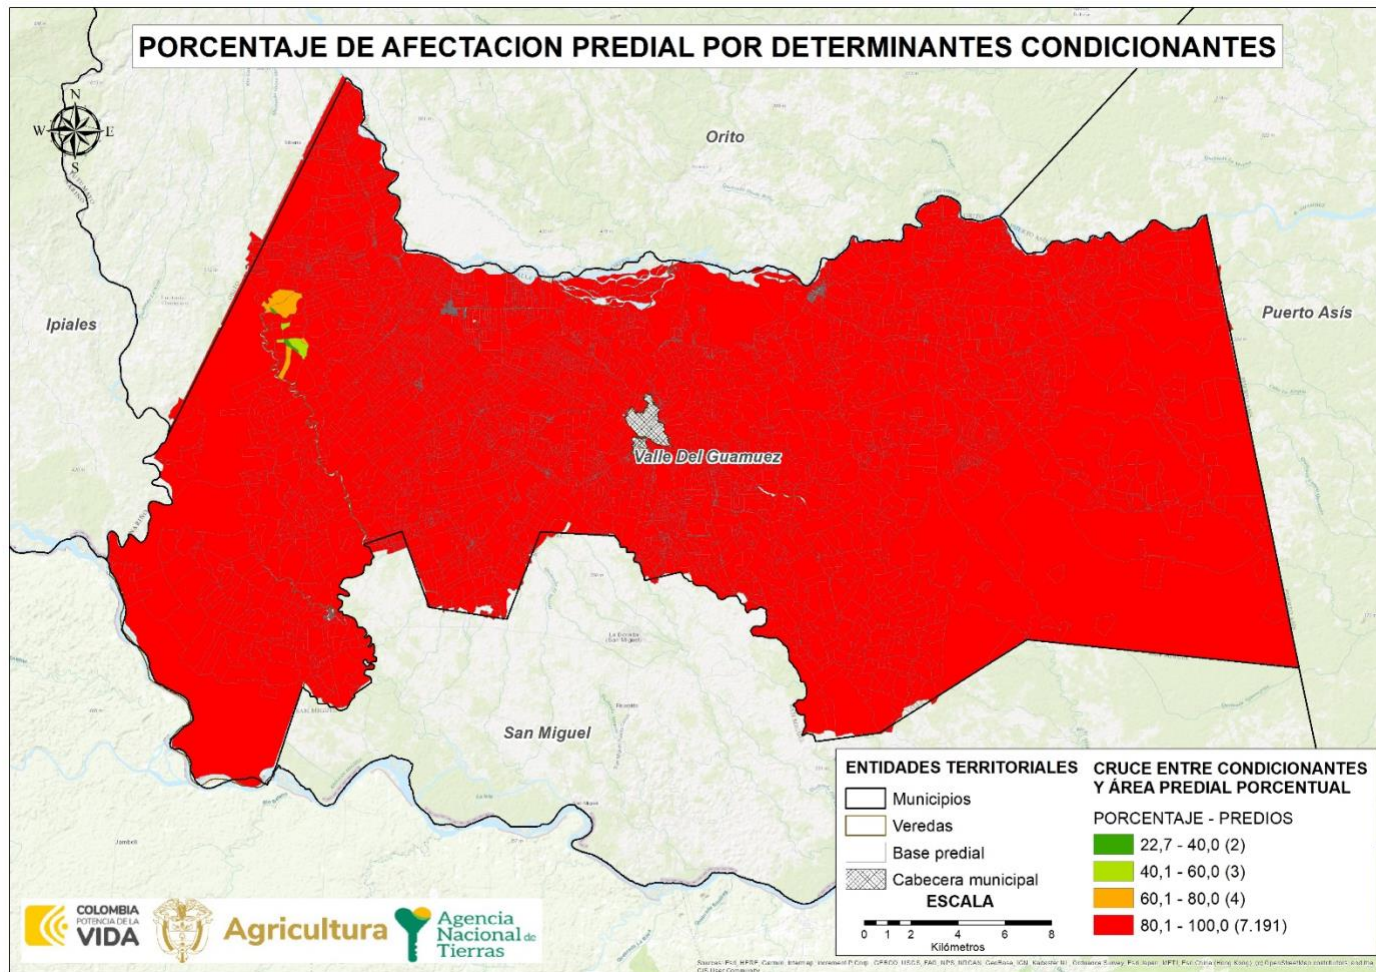 PORCENTAJE DE AFECTACION PREDIAL POR DETERMINANTES CONDICIONANTES
N
W E
S
Orito
Ipiales
Puerto Asís
Valle Del Guamuez
San Miguel
ENTIDADES TERRITORIALES
Municipios
Veredas
Base predial
Cabecera municipal
ESCALA
0 1 2 4 6 8
Kilómetros
CRUCE ENTRE CONDICIONANTES
Y ÁREA PREDIAL PORCENTUAL
PORCENTAJE - PREDIOS
22,7 - 40,0 (2)
40,1 - 60,0 (3)
60,1 - 80,0 (4)
80,1 - 100,0 (7.191)
COLOMBIA
POTENCIA DE LA
VIDA
Agricultura
Agencia
Nacional de
Tierras